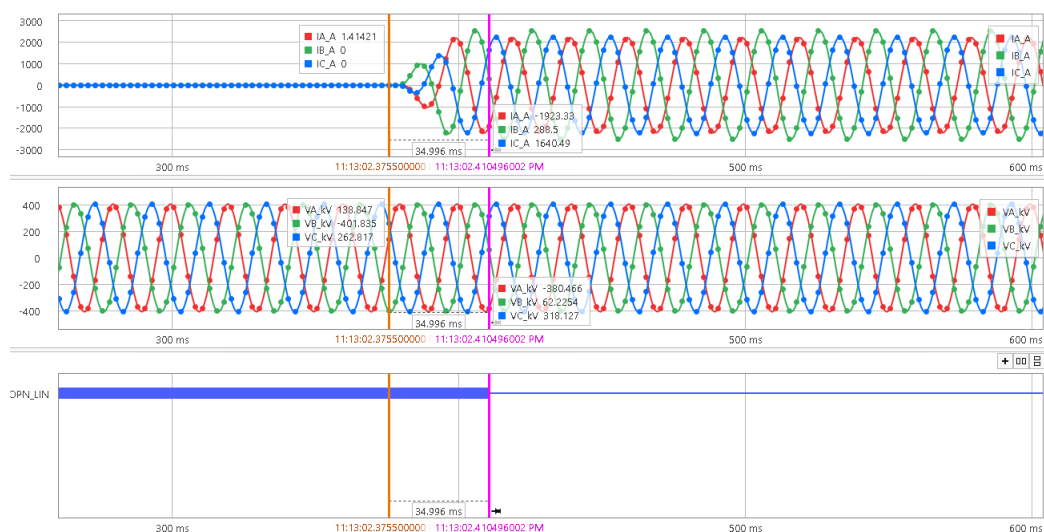 3000
2000
1000
0
-1000
-2000
-3000
IA_A 1.41421
IB_A 0
IC_A 0
IA_A
IB_A
IC_A
IA_A -1923.33
IB_A 288.5
IC_A 1640.49
34.996 ms
300 ms
11:13:02.375500000
11:13:02.410496002 PM
500 ms
600 ms
400
200
0
-200
-400
VA_kV 138.847
VB_kV -401.835
VC_kV 262.817
VA_kV
VB_kV
VC_kV
VA_kV -380.466
VB_kV 62.2254
VC_kV 318.127
34.996 ms
300 ms
11:13:02.375500000
11:13:02.410496002 PM
500 ms
600 ms
OPN_LIN
34.996 ms
300 ms
11:13:02.375500000
11:13:02.410496002 PM
500 ms
600 ms